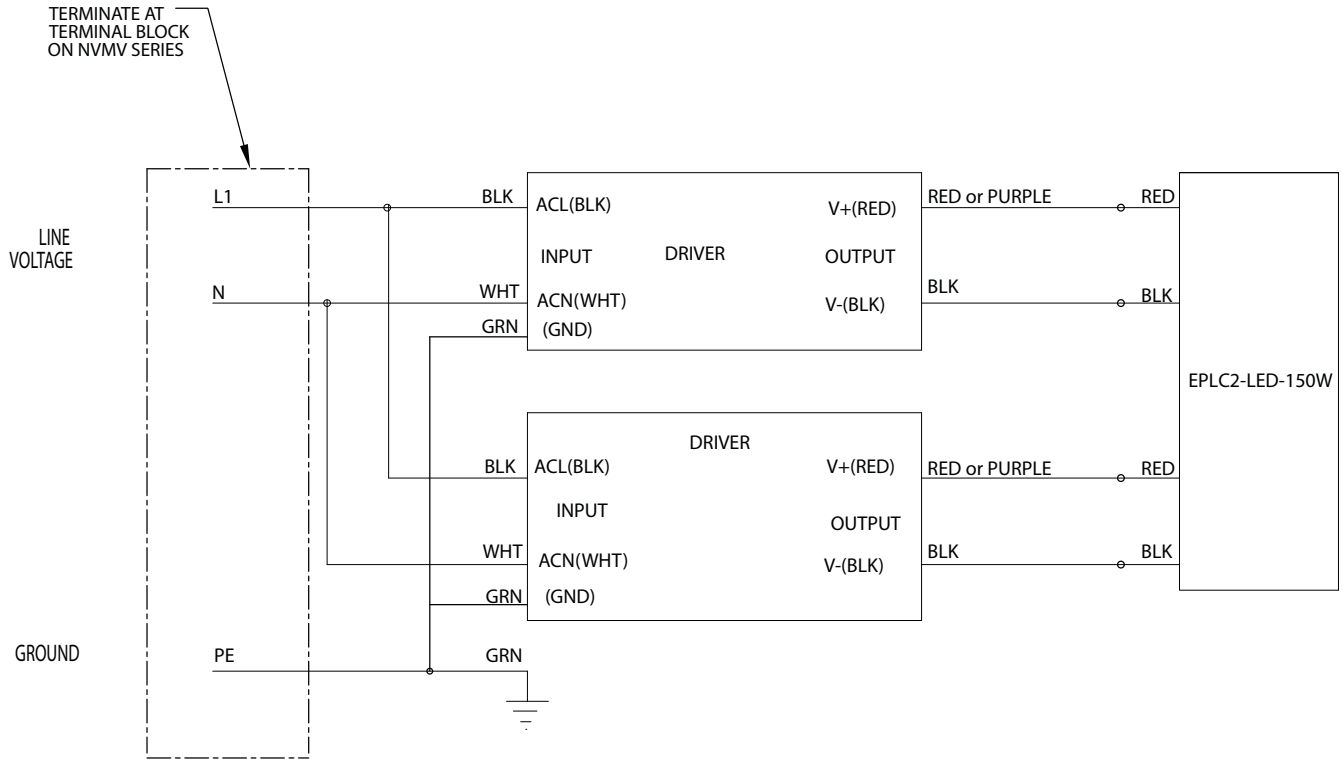 TERMINATE AT
TERMINAL BLOCK
ON NVMV SERIES
L1
BLK
ACL(BLK)
V+(RED)
RED or PURPLE
RED
LINE
VOLTAGE
INPUT
DRIVER
OUTPUT
N
WHT
ACN(WHT)
V-(BLK)
BLK
BLK
GRN
(GND)
EPLC2-LED-150W
DRIVER
BLK
ACL(BLK)
V+(RED)
RED or PURPLE
RED
INPUT
OUTPUT
WHT
ACN(WHT)
V-(BLK)
BLK
BLK
GRN
(GND)
GROUND
PE
GRN